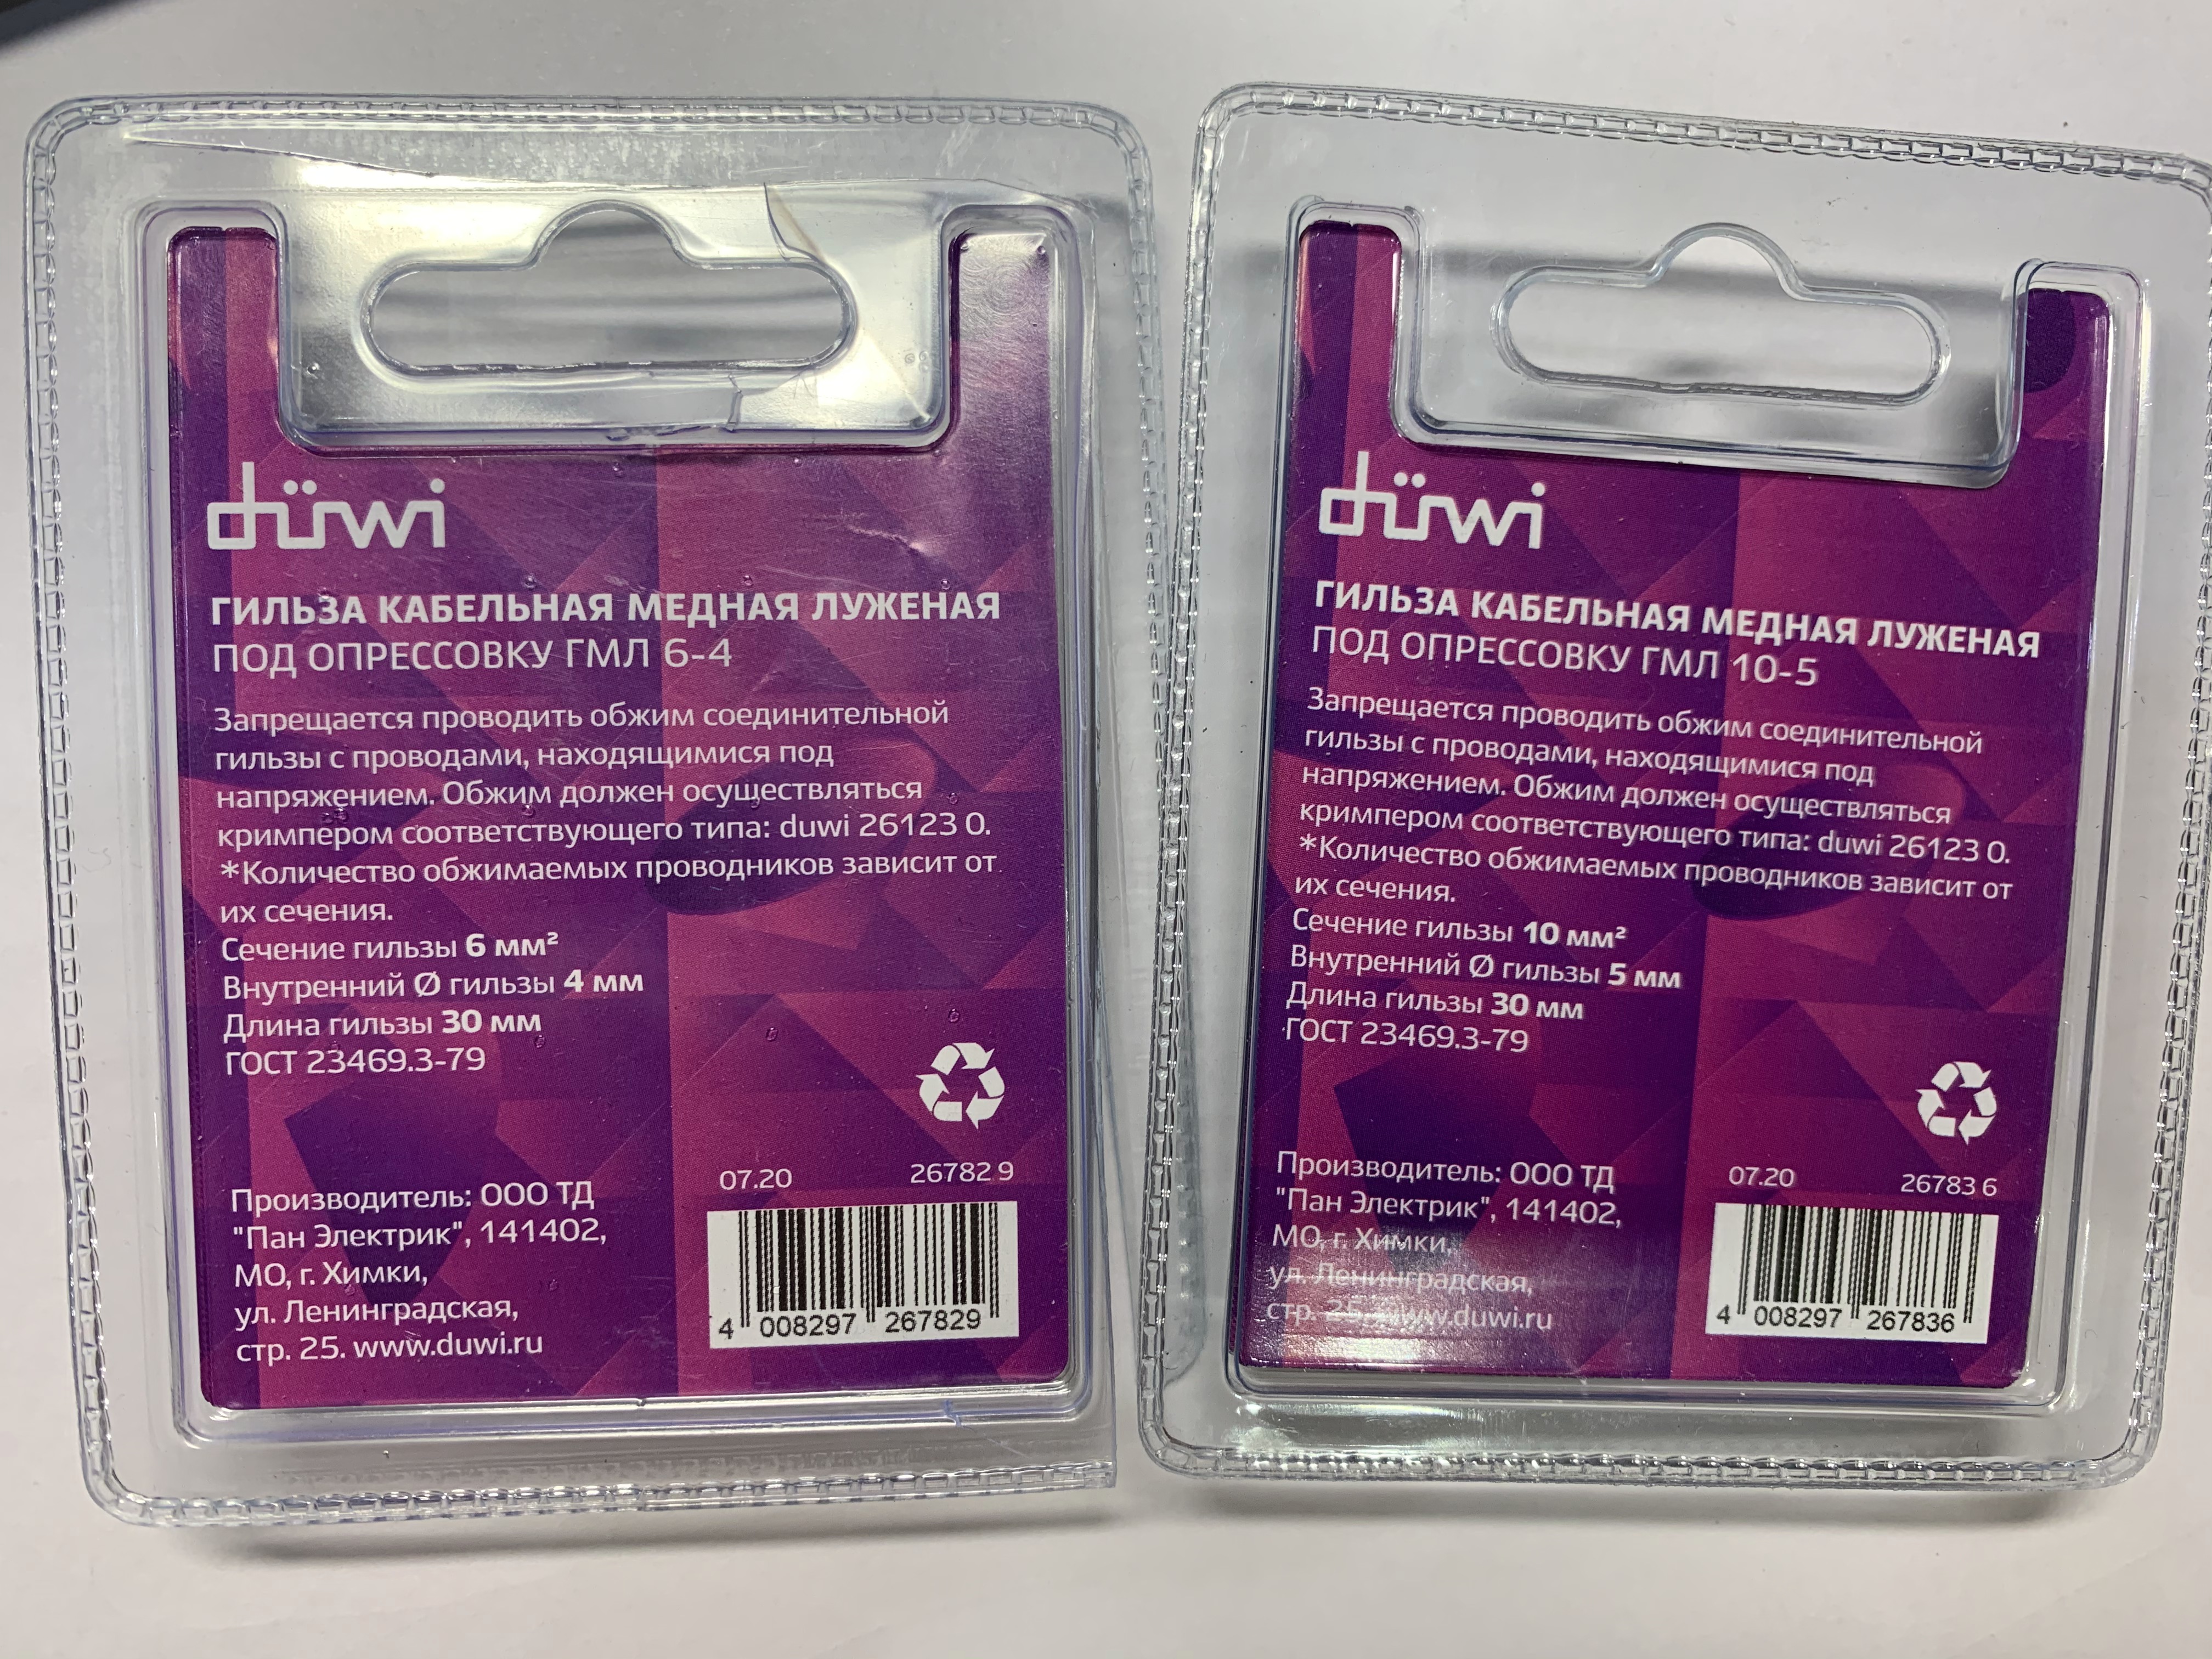 duwi
ГИЛЬЗА КАБЕЛЬНАЯ МЕДНАЯ ЛУЖЕНАЯ
ПОД ОПРЕССОВКУ ГМЛ 6-4
Запрещается проводить обжим соединительной
гильзы с проводами, находящимися под
напряжением. Обжим должен осуществляться
кримпером соответствующего типа: duwi 26123 0.
*Количество обжимаемых проводников зависит от
их сечения.
Сечение гильзы 6 мм²
Внутренний Ø гильзы 4 мм
Длина гильзы 30 мм
ГОСТ 23469.3-79
07.20 26782 9
Производитель: ООО ТД
"Пан Электрик", 141402,
МО, г. Химки,
ул. Ленинградская,
стр. 25. www.duwi.ru
4 008297 267829
düwi
ГИЛЬЗА КАБЕЛЬНАЯ МЕДНАЯ ЛУЖЕНАЯ
ПОД ОПРЕССОВКУ ГМЛ 10-5
Запрещается проводить обжим соединительной
гильзы с проводами, находящимися под
напряжением. Обжим должен осуществляться
кримпером соответствующего типа: duwi 26123 0.
*Количество обжимаемых проводников зависит от
их сечения.
Сечение гильзы 10 мм²
Внутренний Ø гильзы 5 мм
Длина гильзы 30 мм
ГОСТ 23469.3-79
07.20 26783 6
Производитель: ООО ТД
"Пан Электрик", 141402,
МО, г. Химки,
ул. Ленинградская,
стр. 25. www.duwi.ru
4 008297 267836